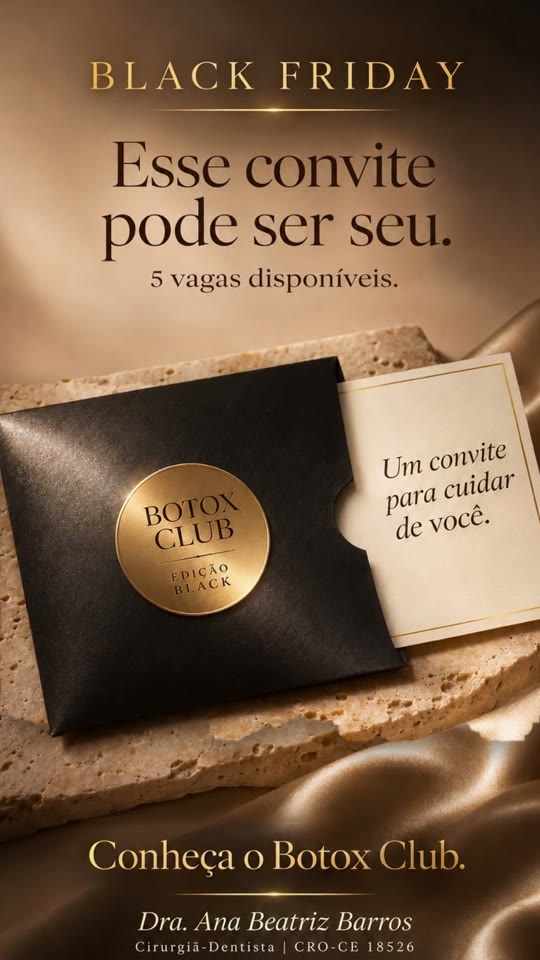 BLACK FRIDAY
Esse convite
pode ser seu.
5 vagas disponíveis.
BOTOX
CLUB
EDIÇÃO
BLACK
Um convite
para cuidar
de você.
Conheça o Botox Club.
Dra. Ana Beatriz Barros
Cirurgiã-Dentista | CRO-CE 18526